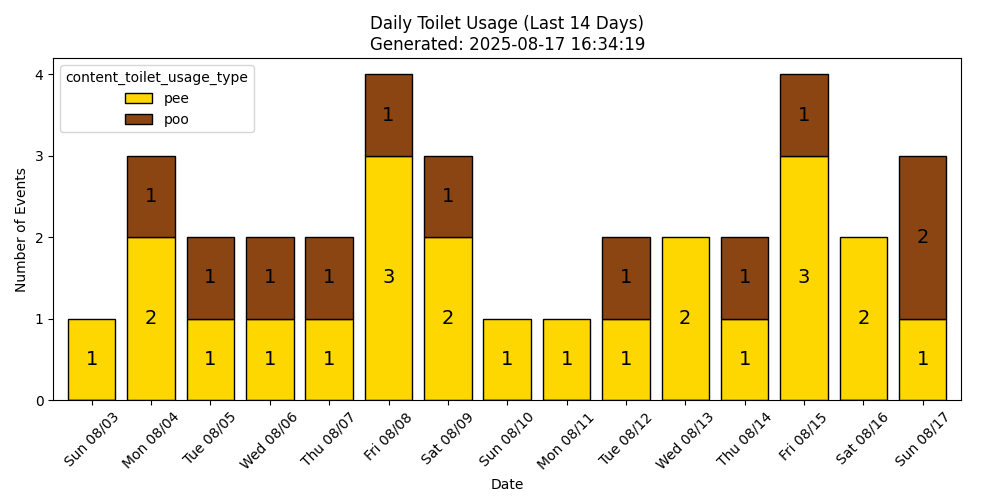 Daily Toilet Usage (Last 14 Days)
Generated: 2025-08-17 16:34:19
content_toilet_usage_type
pee
poo
Number of Events
4
3
2
1
0
1
2 1
1 1
1 1
1 1
3 1
2 1
1
1
1 1
2
1 1
3 1
2
1 2
Sun 08/03
Mon 08/04
Tue 08/05
Wed 08/06
Thu 08/07
Fri 08/08
Sat 08/09
Sun 08/10
Mon 08/11
Tue 08/12
Wed 08/13
Thu 08/14
Fri 08/15
Sat 08/16
Sun 08/17
Date